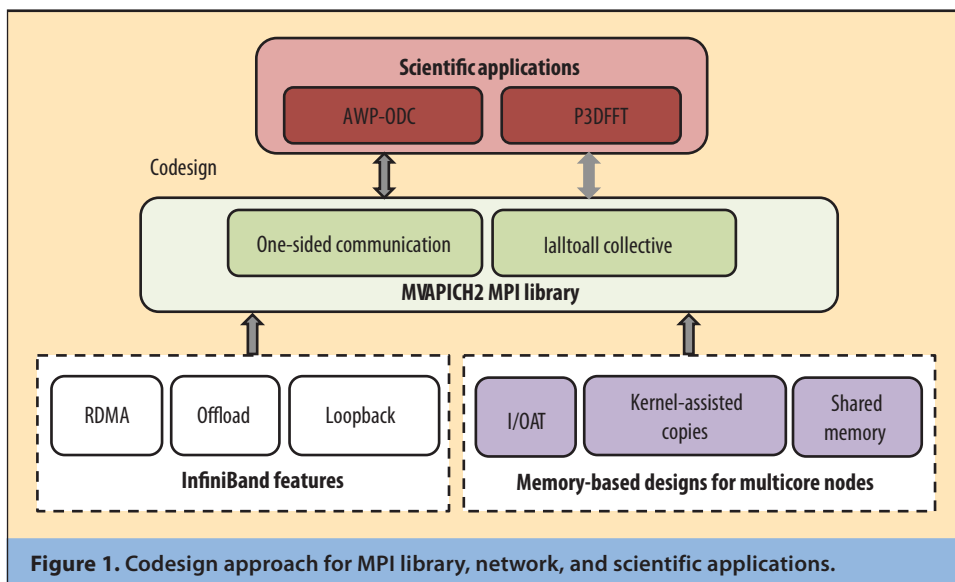 Scientific applications
AWP-ODC
P3DFFT
Codesign
One-sided communication
Ialltoall collective
MVAPICH2 MPI library
RDMA
Offload
Loopback
InfiniBand features
I/OAT
Kernel-assisted
copies
Shared
memory
Memory-based designs for multicore nodes
Figure 1. Codesign approach for MPI library, network, and scientific applications.